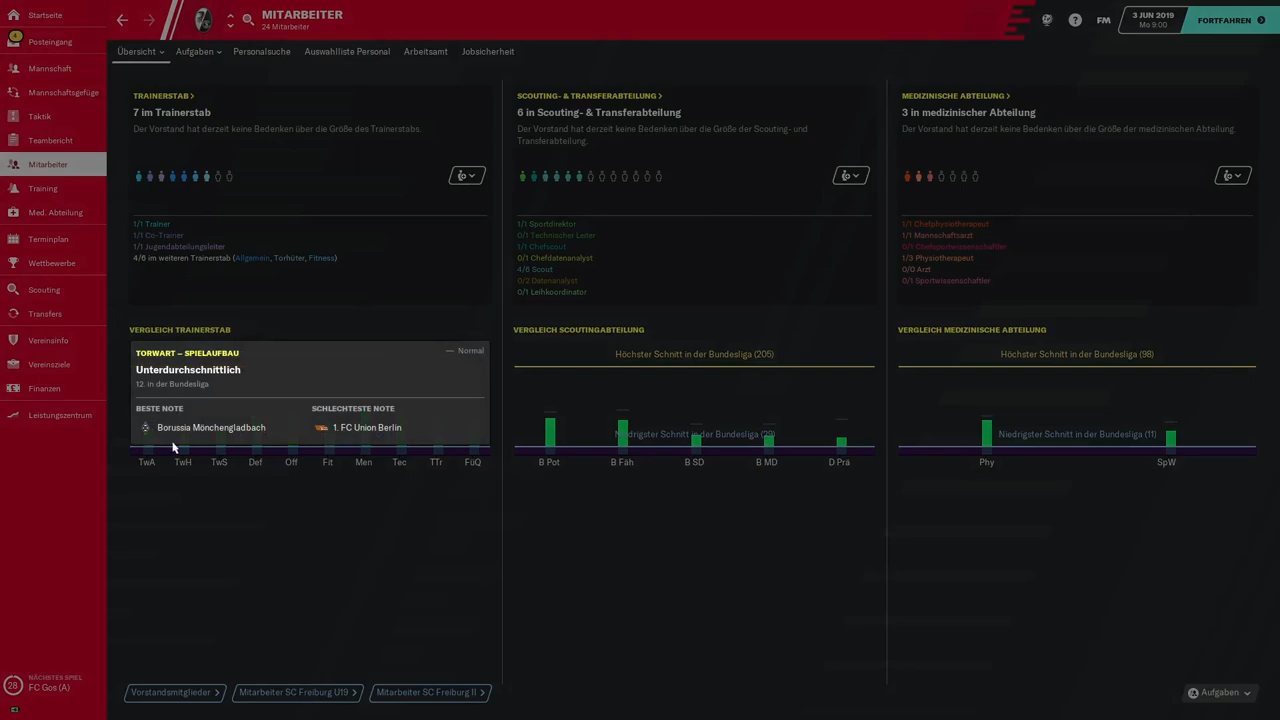 Startseite
Posteingang
Mannschaft
Mannschaftsgefüge
Taktik
Teambericht
Mitarbeiter
Training
Med. Abteilung
Terminplan
Wettbewerbe
Scouting
Transfers
Vereinsinfo
Vereinsziele
Finanzen
Leistungszentrum
28
NÄCHSTES SPIEL
FC Gos (A)
MITARBEITER
24 Mitarbeiter
FM
3 JUN 2019
Mo 9:00
FORTFAHREN
Übersicht
Aufgaben
Personalsuche
Auswahlliste Personal
Arbeitsamt
Jobsicherheit
TRAINERSTAB >
7 im Trainerstab
Der Vorstand hat derzeit keine Bedenken über die Größe des Trainerstabs.
1/1 Trainer
1/1 Co-Trainer
1/1 Jugendabteilungsleiter
4/6 im weiteren Trainerstab (Allgemein, Torhüter, Fitness)
VERGLEICH TRAINERSTAB
TORWART – SPIELAUFBAU
— Normal
Unterdurchschnittlich
12. in der Bundesliga
BESTE NOTE
SCHLECHTESTE NOTE
Borussia Mönchengladbach
1. FC Union Berlin
TwA TwH TwS Def Off Fit Men Tec TTr FüQ
SCOUTING- & TRANSFERABTEILUNG >
6 in Scouting- & Transferabteilung
Der Vorstand hat derzeit keine Bedenken über die Größe der Scouting- und
Transferabteilung.
1/1 Sportdirektor
0/1 Technischer Leiter
1/1 Chefscout
0/1 Chefdatenanalyst
4/6 Scout
0/2 Datenanalyst
0/1 Leihkoordinator
VERGLEICH SCOUTINGABTEILUNG
Höchster Schnitt in der Bundesliga (205)
Niedrigster Schnitt in der Bundesliga (29)
B Pot B Fäh B SD B MD D Prä
MEDIZINISCHE ABTEILUNG >
3 in medizinischer Abteilung
Der Vorstand hat derzeit keine Bedenken über die Größe der medizinischen Abteilung.
1/1 Chefphysiotherapeut
1/1 Mannschaftsarzt
0/1 Chefsportwissenschaftler
1/3 Physiotherapeut
0/0 Arzt
0/1 Sportwissenschaftler
VERGLEICH MEDIZINISCHE ABTEILUNG
Höchster Schnitt in der Bundesliga (98)
Niedrigster Schnitt in der Bundesliga (11)
Phy SpW
Vorstandsmitglieder >
Mitarbeiter SC Freiburg U19 >
Mitarbeiter SC Freiburg II >
Aufgaben